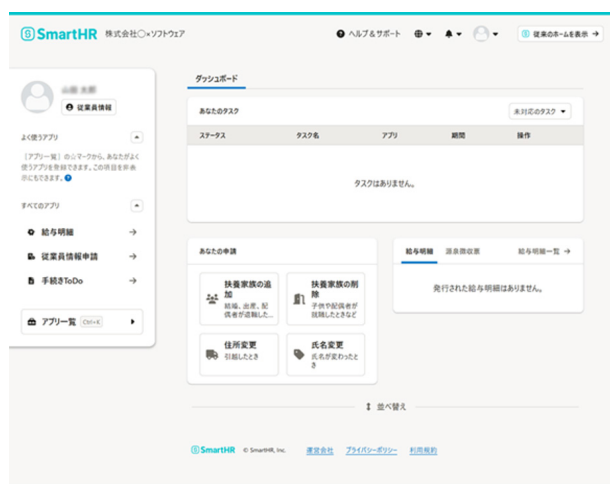 SmartHR 株式会社○×ソフトウエア
ヘルプ&サポート
従来のホームを表示
従業員情報
よく使うアプリ
[アプリ一覧] の☆マークから、あなたがよく
使うアプリを登録できます。この項目を非表
示にもできます。
すべてのアプリ
給与明細
従業員情報申請
手続きToDo
アプリ一覧 Ctrl+K
ダッシュボード
あなたのタスク
未対応のタスク
ステータス タスク名 アプリ 期間 操作
タスクはありません。
あなたの申請
扶養家族の追
加
結婚、出産、配
偶者が退職した...
扶養家族の削
除
子供や配偶者が
就職したときなど
住所変更
引越したとき
氏名変更
氏名が変わったと
き
給与明細 源泉徴収票 給与明細一覧
発行された給与明細はありません。
並べ替え
SmartHR © SmartHR, Inc. 運営会社 プライバシーポリシー 利用規約